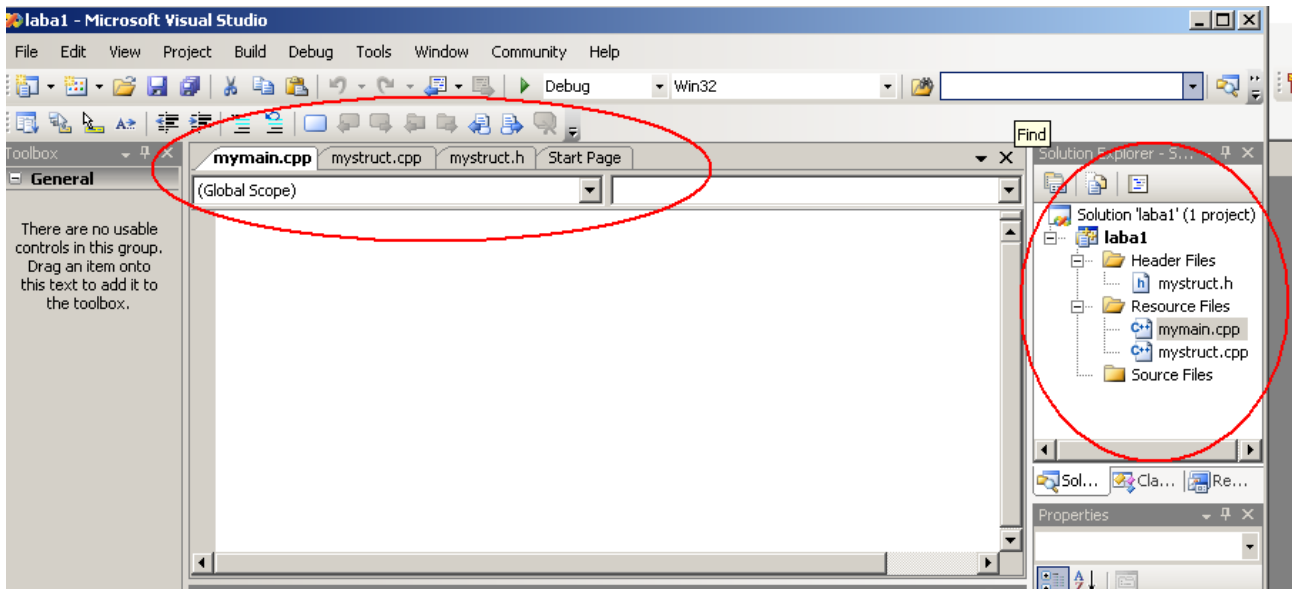 laba1 - Microsoft Visual Studio
File Edit View Project Build Debug Tools Window Community Help
Debug Win32
Find
Toolbox
mymain.cpp mystruct.cpp mystruct.h Start Page
Solution Explorer - S...
General
(Global Scope)
There are no usable
controls in this group.
Drag an item onto
this text to add it to
the toolbox.
Solution 'laba1' (1 project)
laba1
Header Files
mystruct.h
Resource Files
mymain.cpp
mystruct.cpp
Source Files
Sol... Cla... Re...
Properties